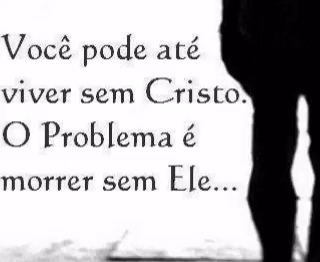 Você pode até
viver sem Cristo.
O Problema é
morrer sem Ele...